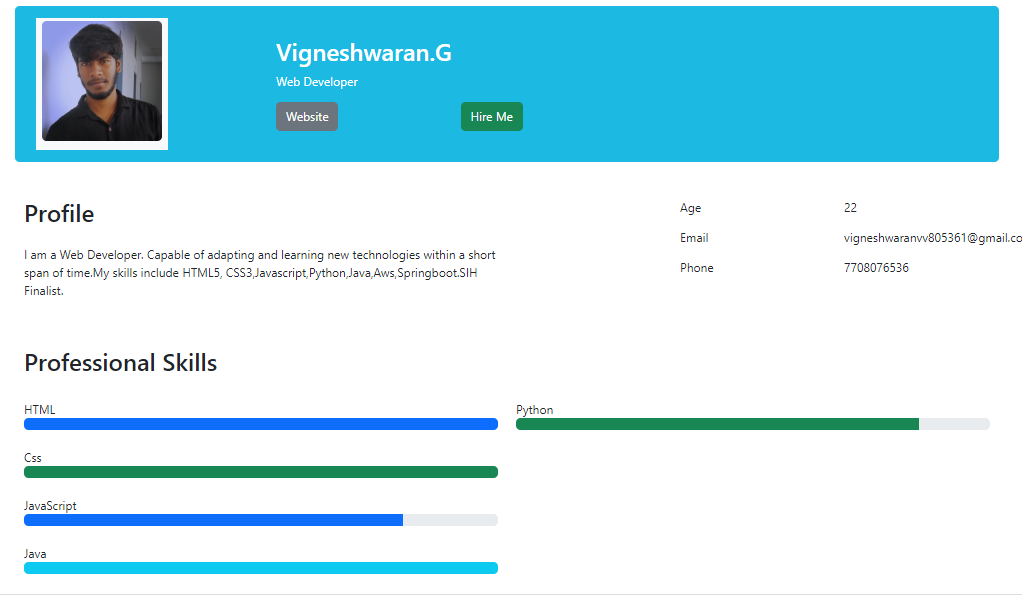 Vigneshwaran.G
Web Developer
Website
Hire Me
Profile
I am a Web Developer. Capable of adapting and learning new technologies within a short
span of time.My skills include HTML5, CSS3,Javascript,Python,Java,Aws,Springboot.SIH
Finalist.
Age 22
Email vigneshwaranvv805361@gmail.co
Phone 7708076536
Professional Skills
HTML
Python
Css
JavaScript
Java